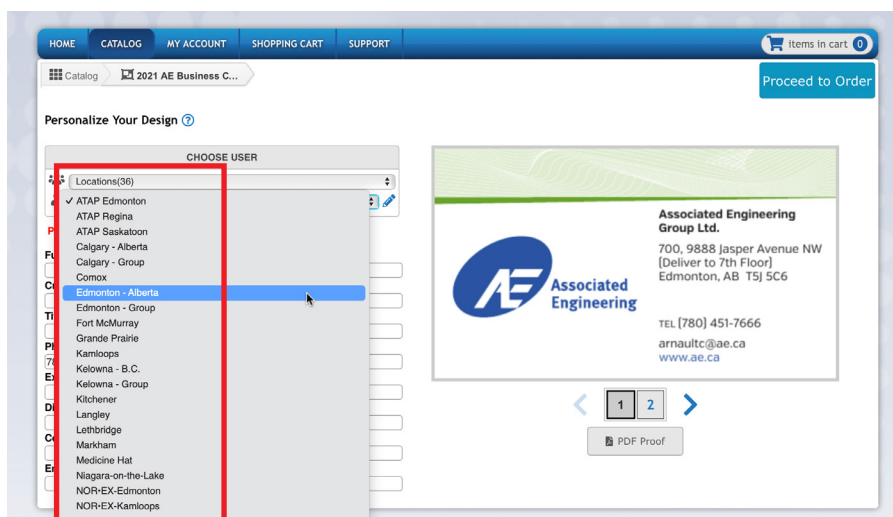 HOME CATALOG MY ACCOUNT SHOPPING CART SUPPORT items in cart 0
Catalog 2021 AE Business C...
Proceed to Order
Personalize Your Design ?
CHOOSE USER
Locations(36)
✓ ATAP Edmonton
ATAP Regina
ATAP Saskatoon
Calgary - Alberta
Calgary - Group
Comox
Edmonton - Alberta
Edmonton - Group
Fort McMurray
Grande Prairie
Kamloops
Kelowna - B.C.
Kelowna - Group
Kitchener
Langley
Lethbridge
Markham
Medicine Hat
Niagara-on-the-Lake
NOR•EX-Edmonton
NOR•EX-Kamloops
AE Associated
Engineering
Associated Engineering
Group Ltd.
700, 9888 Jasper Avenue NW
[Deliver to 7th Floor]
Edmonton, AB T5J 5C6
TEL [780] 451-7666
arnaultc@ae.ca
www.ae.ca
1 2
PDF Proof